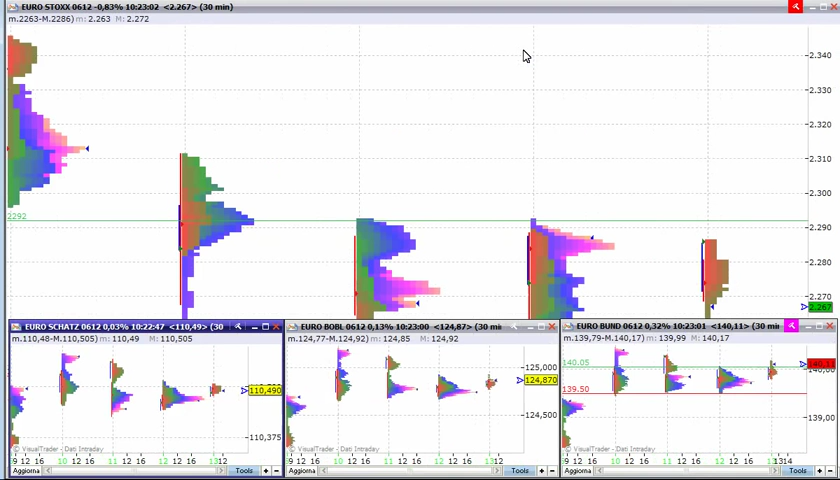 EURO STOXX 0612 -0,83% 10:23:02 <2.267> (30 min)
m.2263-M.2286) m: 2.263 M: 2.272
2.340
2.330
2.320
2.310
2.300
2.290
2.280
2.270
2.267
2292
EURO SCHATZ 0612 0,03% 10:22:47 <110,49> (30
m.110,48-M.110,505) m: 110,49 M: 110,505
110,490
110,375
© VisualTrader - Dati Intraday
9 12 16 10 12 16 11 12 16 12 16 1312
Aggiorna Tools + -
EURO BOBL 0612 0,13% 10:23:00 <124,87> (30 min
m.124,77-M.124,92) m: 124,85 M: 124,92
125,000
124,870
124,500
© VisualTrader - Dati Intraday
9 12 16 10 12 16 11 12 16 12 16 1312
Aggiorna Tools + -
EURO BUND 0612 0,32% 10:23:01 <140,11> (30 min
m.139,79-M.140,17) m: 139,99 M: 140,17
140.05
139.50
140,11
139,000
© VisualTrader - Dati Intraday
9 12 16 10 12 16 11 12 16 12 16 1314
Aggiorna Tools + -